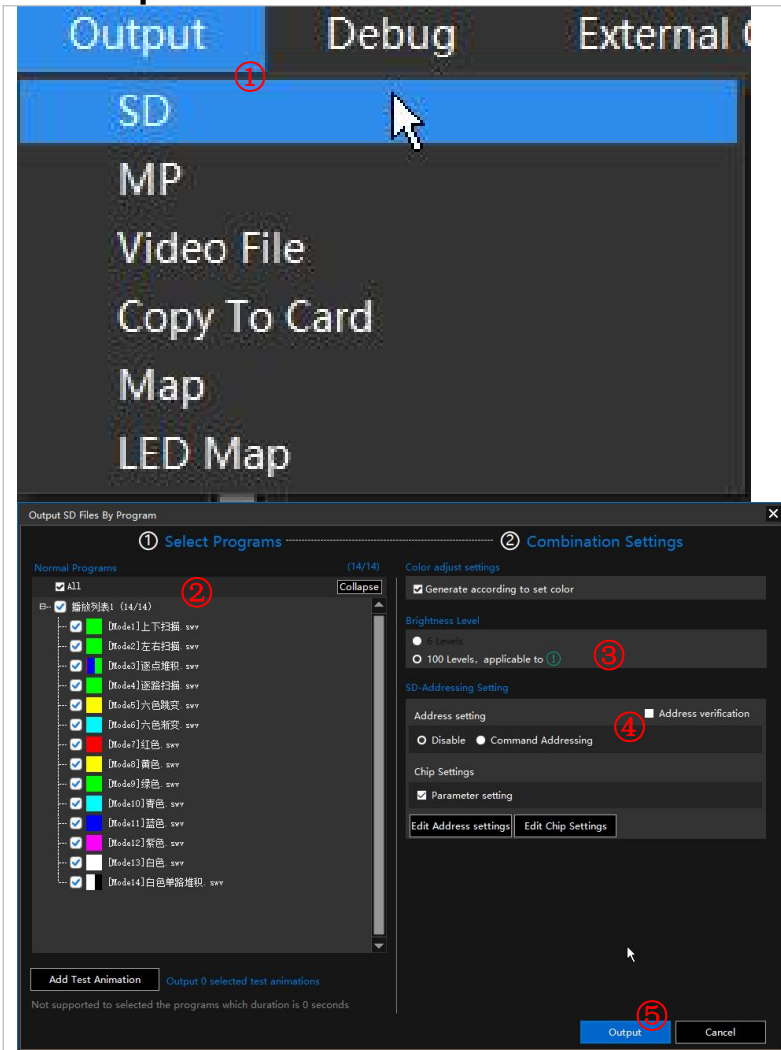 Output Debug External
①
SD
MP
Video File
Copy To Card
Map
LED Map
Output SD Files By Program
① Select Programs ② Combination Settings
Normal Programs (14/14)
All Collapse
②
播放列表1 (14/14)
[Mode1]上下扫描.swv
[Mode2]左右扫描.swv
[Mode3]逐点堆积.swv
[Mode4]逐路扫描.swv
[Mode5]六色跳变.swv
[Mode6]六色渐变.swv
[Mode7]红色.swv
[Mode8]黄色.swv
[Mode9]绿色.swv
[Mode10]青色.swv
[Mode11]蓝色.swv
[Mode12]紫色.swv
[Mode13]白色.swv
[Mode14]白色单路堆积.swv
Add Test Animation Output 0 selected test animations
Not supported to selected the programs which duration is 0 seconds
Color adjust settings
Generate according to set color
Brightness Level
6 Levels
100 Levels, applicable to ①
③
SD-Addressing Setting
Address setting Address verification
④
Disable Command Addressing
Chip Settings
Parameter setting
Edit Address settings Edit Chip Settings
⑤
Output Cancel